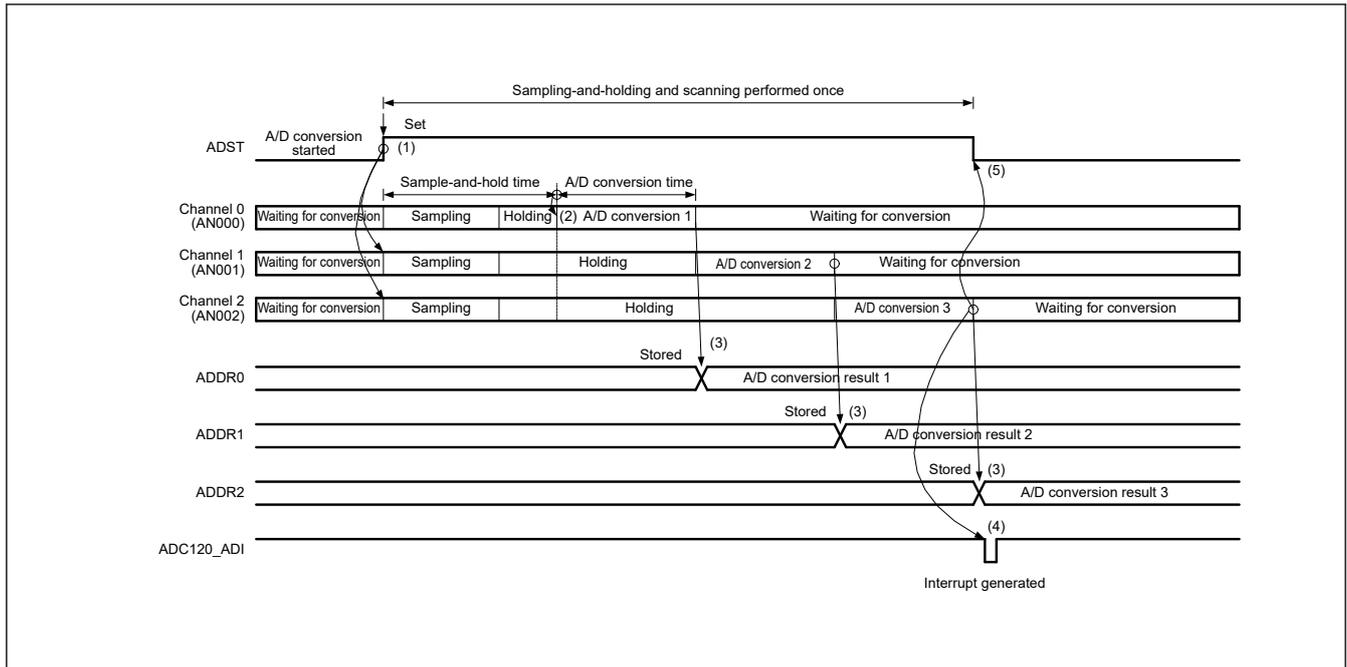 Sampling-and-holding and scanning performed once
Set
A/D conversion
started
ADST
(1)
(5)
Sample-and-hold time
A/D conversion time
Channel 0
(AN000)
Waiting for conversion
Sampling
Holding
(2)
A/D conversion 1
Waiting for conversion
Channel 1
(AN001)
Waiting for conversion
Sampling
Holding
A/D conversion 2
Waiting for conversion
Channel 2
(AN002)
Waiting for conversion
Sampling
Holding
A/D conversion 3
Waiting for conversion
Stored
(3)
ADDR0
A/D conversion result 1
Stored
(3)
ADDR1
A/D conversion result 2
Stored
(3)
ADDR2
A/D conversion result 3
(4)
ADC120_ADI
Interrupt generated